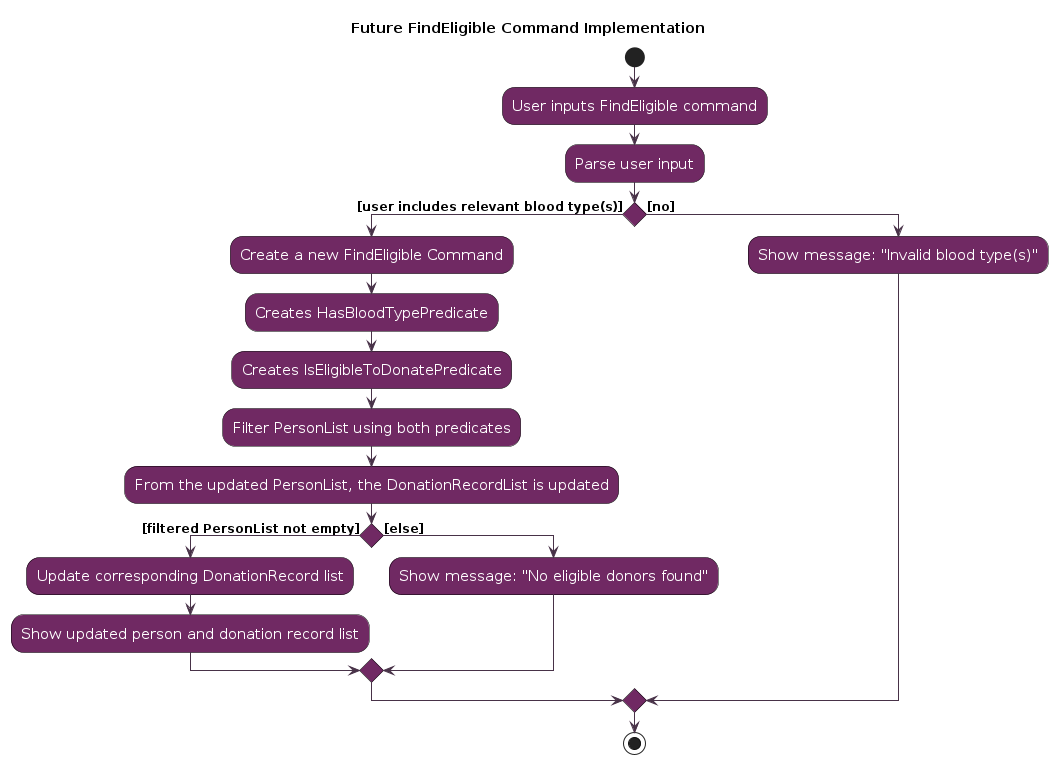 Future FindEligible Command Implementation
User inputs FindEligible command
Parse user input
[user includes relevant blood type(s)]
[no]
Create a new FindEligible Command
Show message: "Invalid blood type(s)"
Creates HasBloodTypePredicate
Creates IsEligibleToDonatePredicate
Filter PersonList using both predicates
From the updated PersonList, the DonationRecordList is updated
[filtered PersonList not empty]
[else]
Update corresponding DonationRecord list
Show message: "No eligible donors found"
Show updated person and donation record list